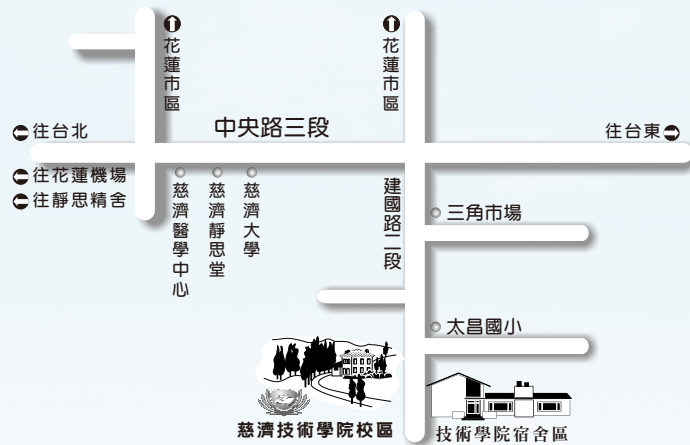 花蓮市區
花蓮市區
往台北
中央路三段
往台東
往花蓮機場
往靜思精舍
慈濟醫學中心
慈濟靜思堂
慈濟大學
建國路二段
三角市場
太昌國小
慈濟技術學院校區
技術學院宿舍區